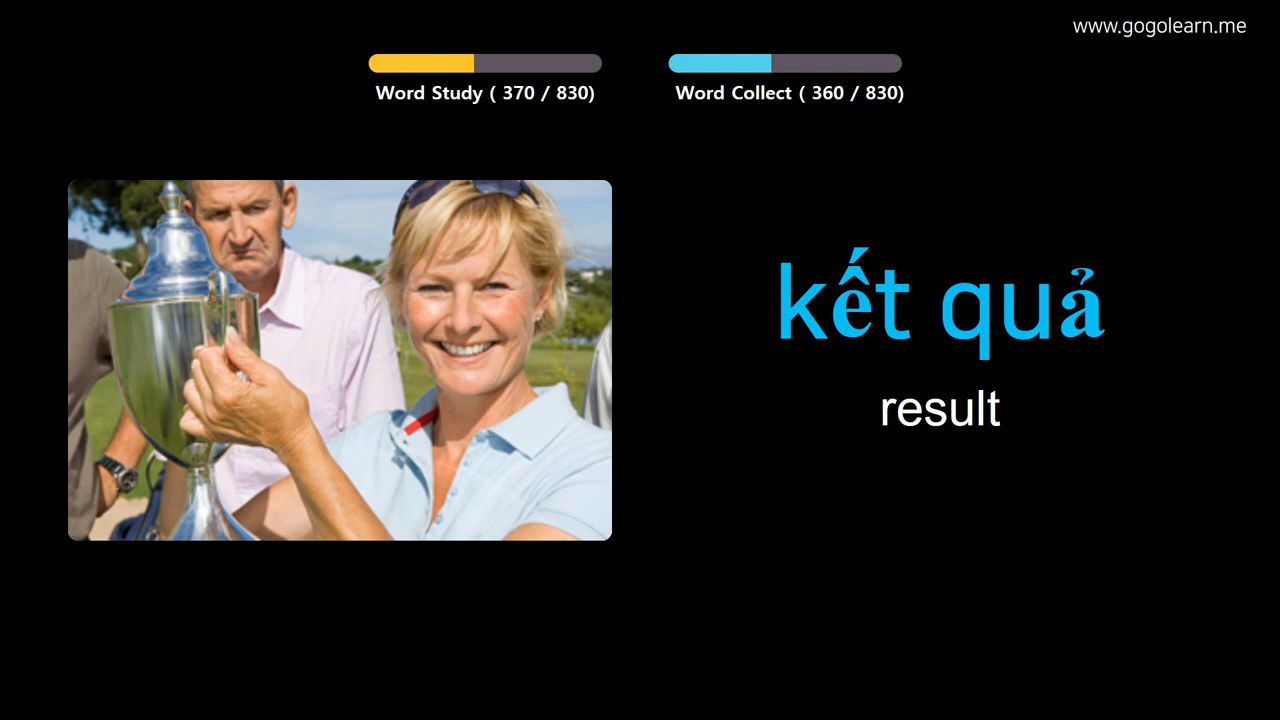 www.gogolearn.me
Word Study ( 370 / 830)
Word Collect ( 360 / 830)
kết quả
result